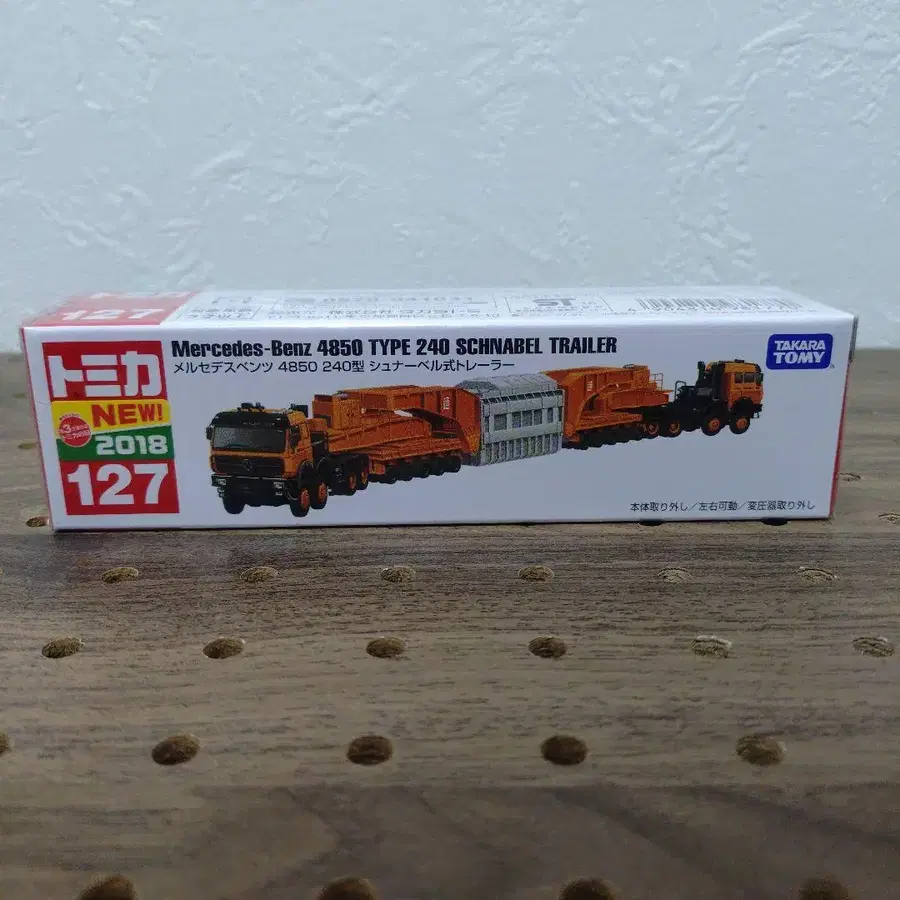 127
トミカ
NEW!
2018
127
Mercedes-Benz 4850 TYPE 240 SCHNABEL TRAILER
メルセデスベンツ 4850 240型 シュナーベル式トレーラー
TAKARA
TOMY
本体取り外し/左右可動/変圧器取り外し